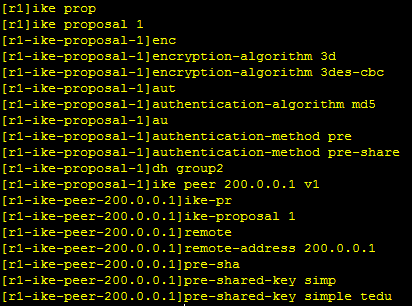 [r1]ike prop
[r1]ike proposal 1
[r1-ike-proposal-1]enc
[r1-ike-proposal-1]encryption-algorithm 3d
[r1-ike-proposal-1]encryption-algorithm 3des-cbc
[r1-ike-proposal-1]aut
[r1-ike-proposal-1]authentication-algorithm md5
[r1-ike-proposal-1]au
[r1-ike-proposal-1]authentication-method pre
[r1-ike-proposal-1]authentication-method pre-share
[r1-ike-proposal-1]dh group2
[r1-ike-proposal-1]ike peer 200.0.0.1 v1
[r1-ike-peer-200.0.0.1]ike-pr
[r1-ike-peer-200.0.0.1]ike-proposal 1
[r1-ike-peer-200.0.0.1]remote
[r1-ike-peer-200.0.0.1]remote-address 200.0.0.1
[r1-ike-peer-200.0.0.1]pre-sha
[r1-ike-peer-200.0.0.1]pre-shared-key simp
[r1-ike-peer-200.0.0.1]pre-shared-key simple tedu